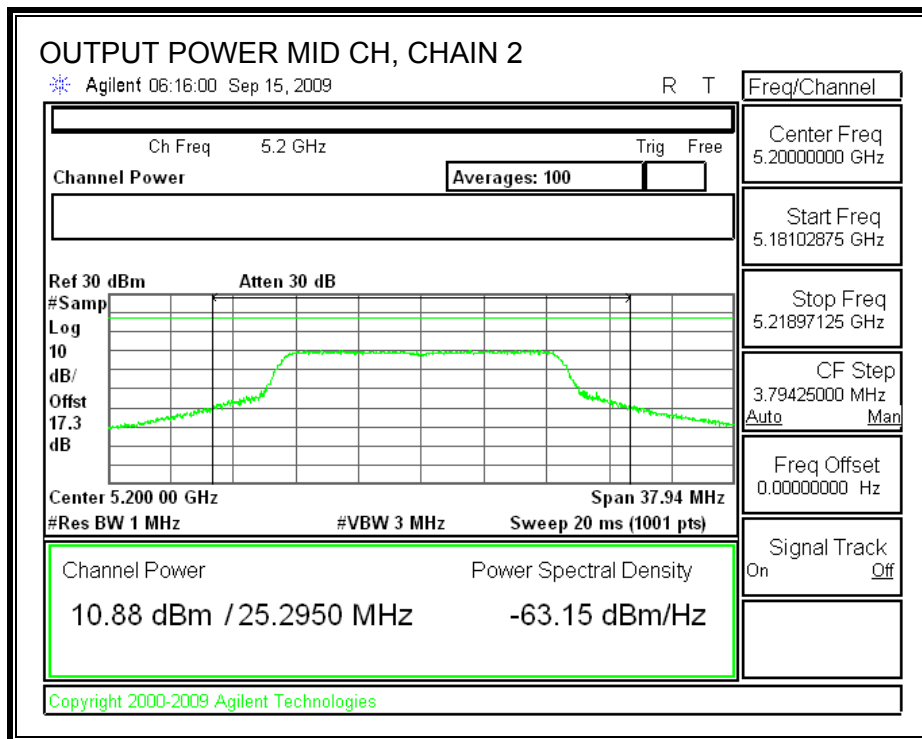 OUTPUT POWER MID CH, CHAIN 2
Agilent 06:16:00 Sep 15, 2009 R T
Freq/Channel
Ch Freq 5.2 GHz Trig Free
Channel Power Averages: 100
Center Freq
5.20000000 GHz
Start Freq
5.18102875 GHz
Stop Freq
5.21897125 GHz
CF Step
3.79425000 MHz
Auto Man
Freq Offset
0.00000000 Hz
Signal Track
On Off
Ref 30 dBm Atten 30 dB
#Samp
Log
10
dB/
Offst
17.3
dB
Center 5.200 00 GHz Span 37.94 MHz
#Res BW 1 MHz #VBW 3 MHz Sweep 20 ms (1001 pts)
Channel Power Power Spectral Density
10.88 dBm / 25.2950 MHz -63.15 dBm/Hz
Copyright 2000-2009 Agilent Technologies